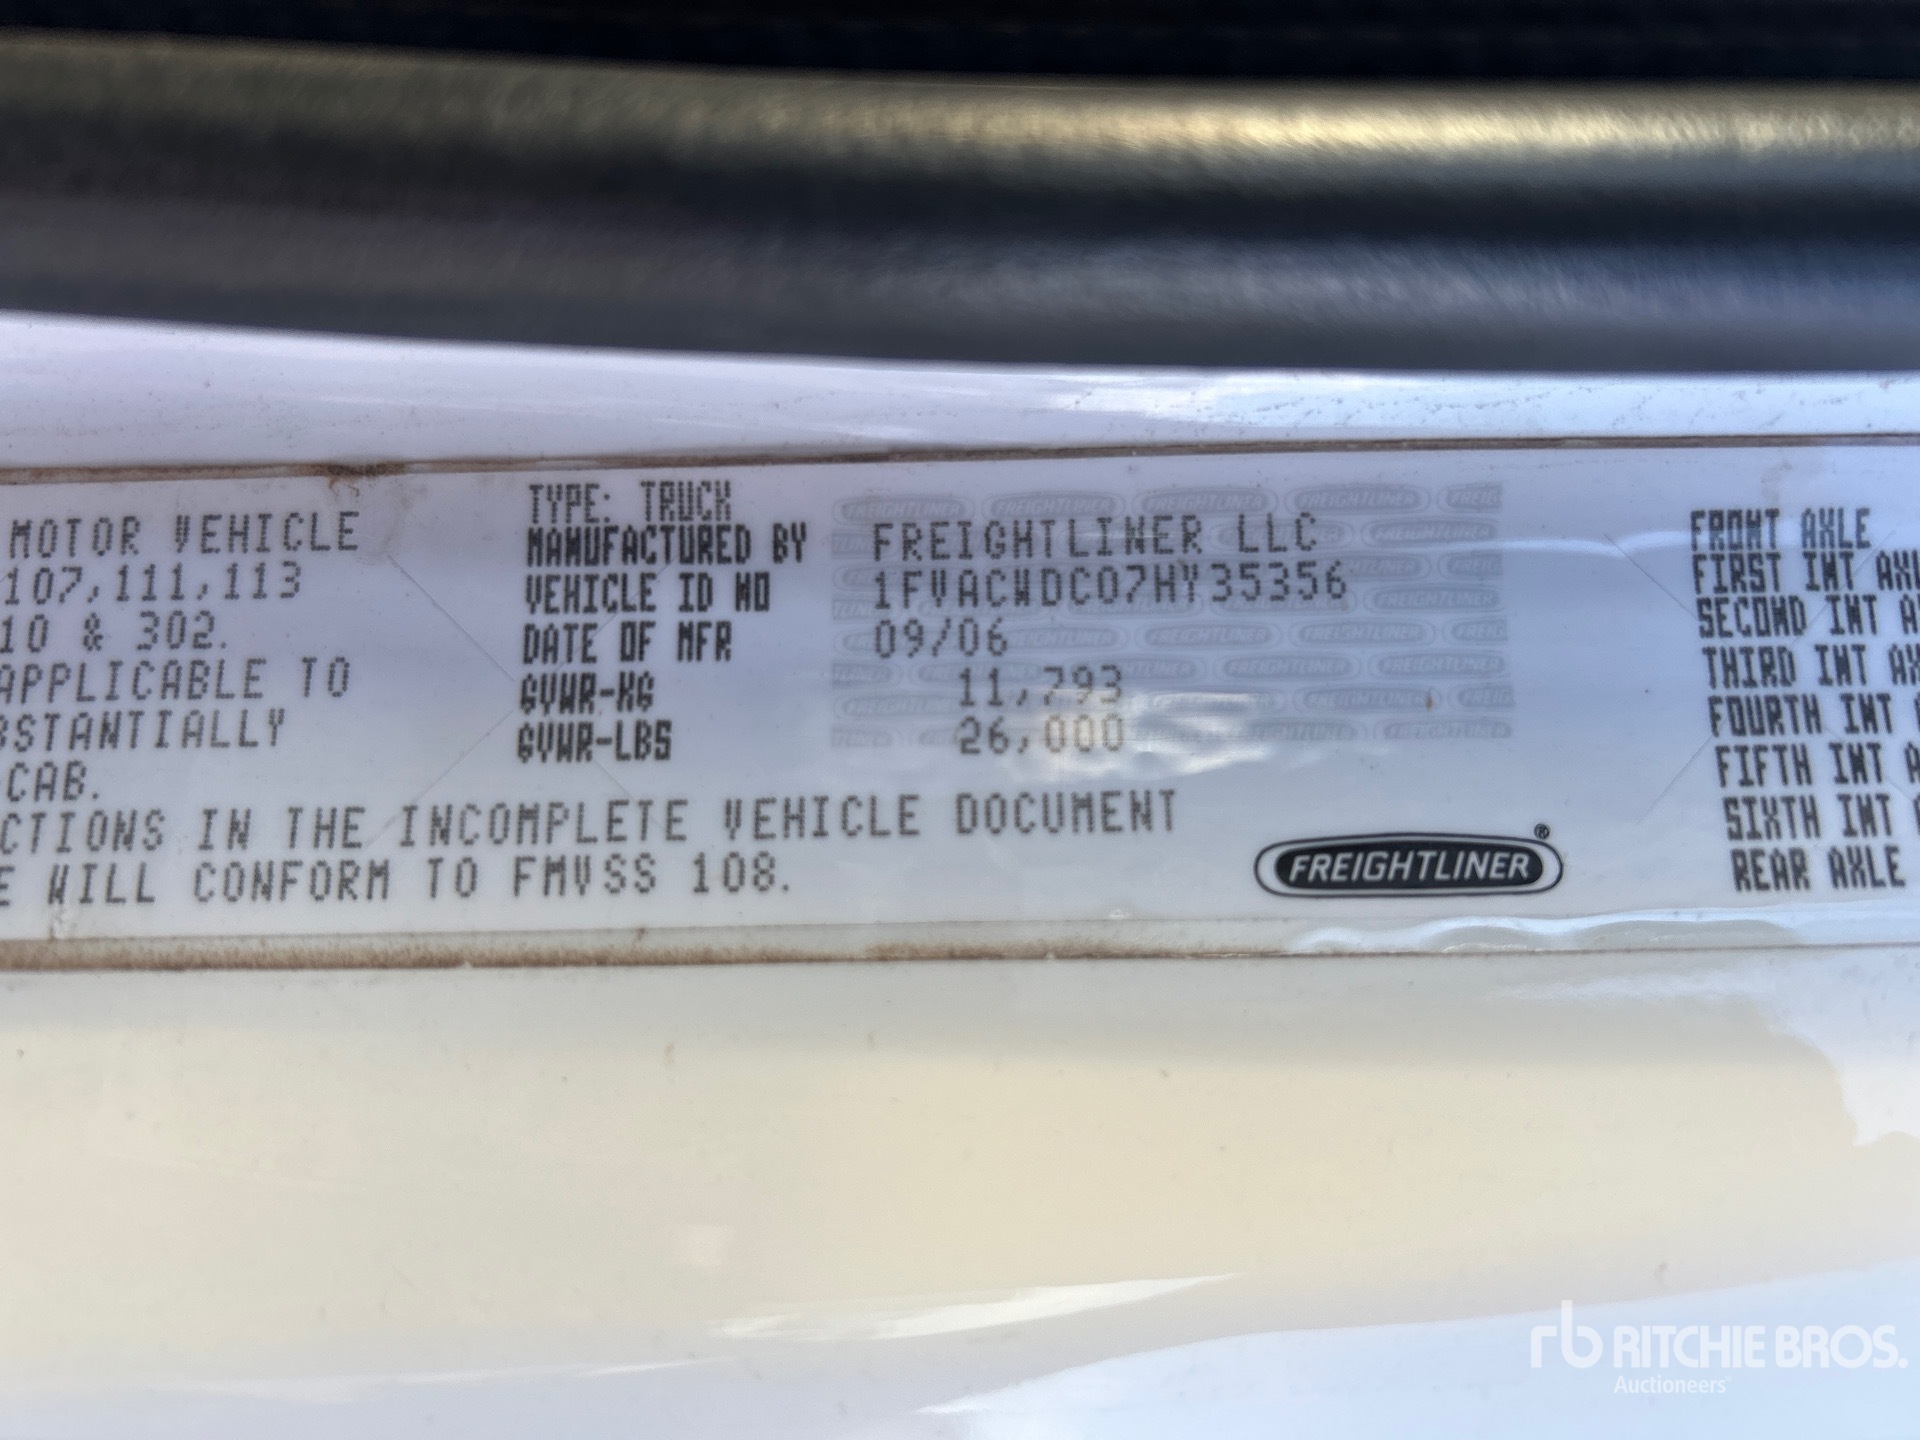 MOTOR VEHICLE
107,111,113
10 & 302.
APPLICABLE TO
BSTANTIALLY
CAB.
CTIONS IN THE INCOMPLETE VEHICLE DOCUMENT
E WILL CONFORM TO FMVSS 108.
TYPE: TRUCK
MANUFACTURED BY FREIGHTLINER LLC
VEHICLE ID NO 1FVACWDC07HY35356
DATE OF MFR 09/06
GVWR-KG 11,793
GVWR-LBS 26,000
FREIGHTLINER®
FRONT AXLE
FIRST INT AXL
SECOND INT A
THIRD INT AX
FOURTH INT
FIFTH INT A
SIXTH INT
REAR AXLE
rb RITCHIE BROS.
Auctioneers